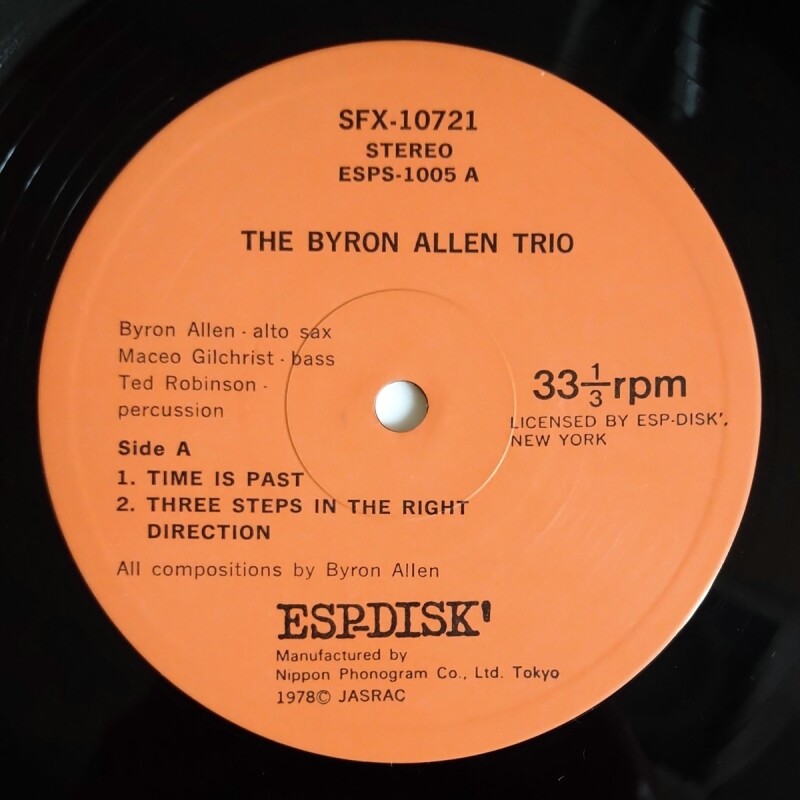 SFX-10721
STEREO
ESPS-1005 A
THE BYRON ALLEN TRIO
Byron Allen - alto sax
Maceo Gilchrist - bass
Ted Robinson -
percussion
33 1/3 rpm
LICENSED BY ESP-DISK',
NEW YORK
Side A
1. TIME IS PAST
2. THREE STEPS IN THE RIGHT
DIRECTION
All compositions by Byron Allen
ESP-DISK'
Manufactured by
Nippon Phonogram Co., Ltd. Tokyo
1978© JASRAC